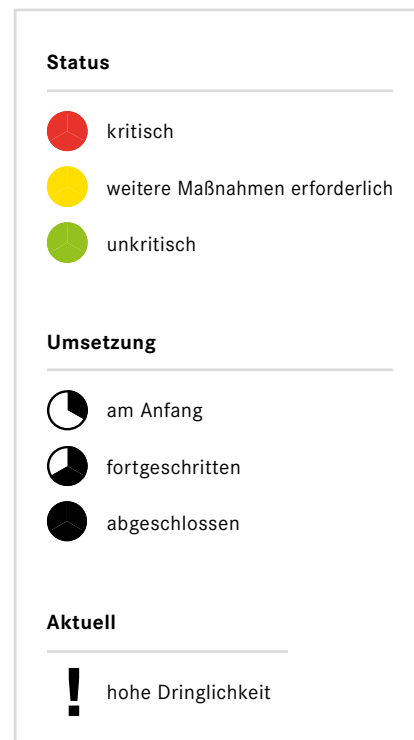 Status
kritisch
weitere Maßnahmen erforderlich
unkritisch
Umsetzung
am Anfang
fortgeschritten
abgeschlossen
Aktuell
! hohe Dringlichkeit